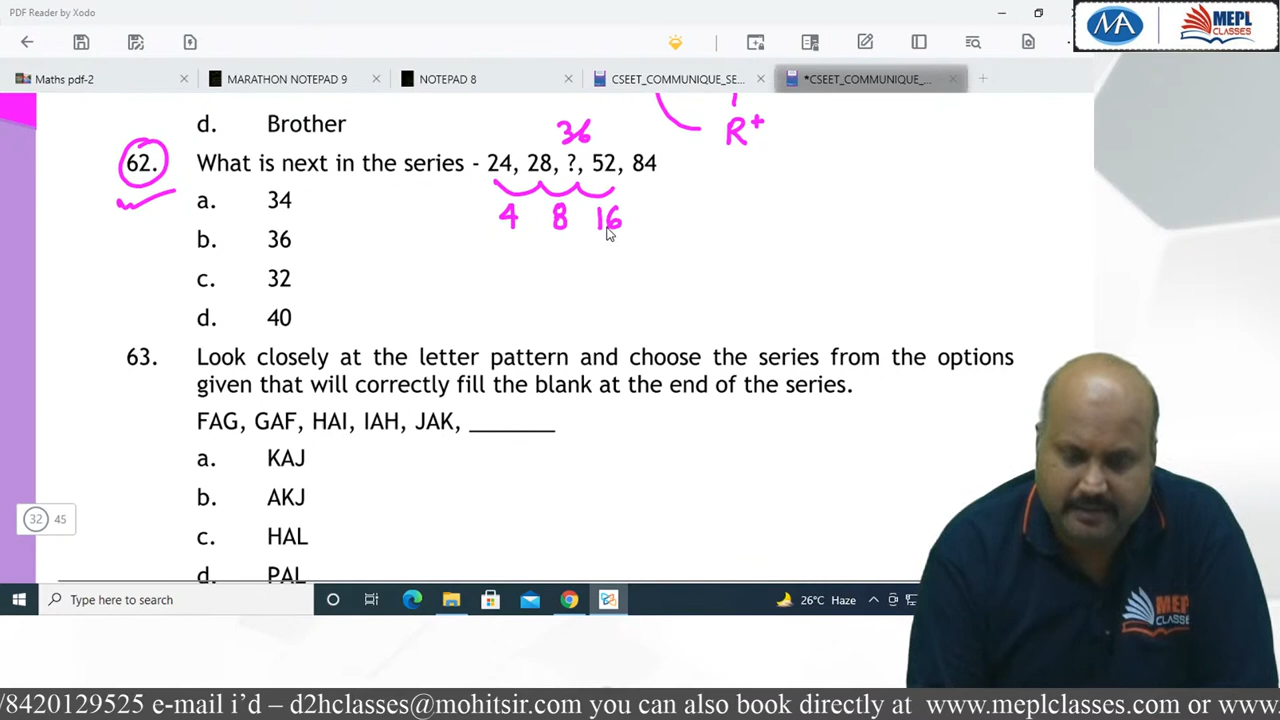 PDF Reader by Xodo
MA
MEPL
CLASSES
Maths pdf-2
MARATHON NOTEPAD 9
NOTEPAD 8
CSEET_COMMUNIQUE_SE...
*CSEET_COMMUNIQUE_...
d. Brother
36
R+
62. What is next in the series - 24, 28, ?, 52, 84
4 8 16
a. 34
b. 36
c. 32
d. 40
63. Look closely at the letter pattern and choose the series from the options
given that will correctly fill the blank at the end of the series.
FAG, GAF, HAI, IAH, JAK, _______
a. KAJ
b. AKJ
c. HAL
d. PAL
32 45
Type here to search
26°C Haze
MEPL
CLASSES
/8420129525 e-mail i'd – d2hclasses@mohitsir.com you can also book directly at www.meplclasses.com or www.